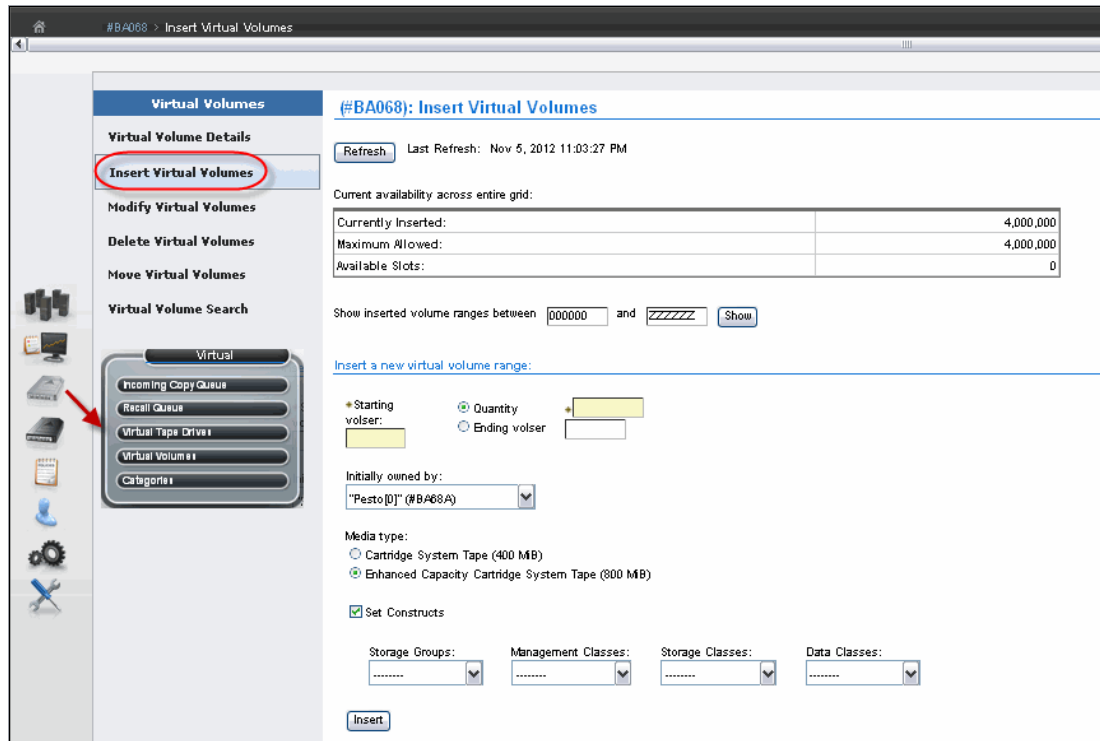 #BA068 > Insert Virtual Volumes
Virtual Volumes
Virtual Volume Details
Insert Virtual Volumes
Modify Virtual Volumes
Delete Virtual Volumes
Move Virtual Volumes
Virtual Volume Search
Virtual
Incoming Copy Queue
Recall Queue
Virtual Tape Drives
Virtual Volumes
Categories
(#BA068): Insert Virtual Volumes
Refresh Last Refresh: Nov 5, 2012 11:03:27 PM
Current availability across entire grid:
Currently Inserted: 4,000,000
Maximum Allowed: 4,000,000
Available Slots: 0
Show inserted volume ranges between 000000 and ZZZZZZ Show
Insert a new virtual volume range:
*Starting volser:
Quantity *
Ending volser
Initially owned by:
"Pesto[0]" (#BA68A)
Media type:
Cartridge System Tape (400 MiB)
Enhanced Capacity Cartridge System Tape (800 MiB)
Set Constructs
Storage Groups: Management Classes: Storage Classes: Data Classes:
-------- -------- -------- --------
Insert